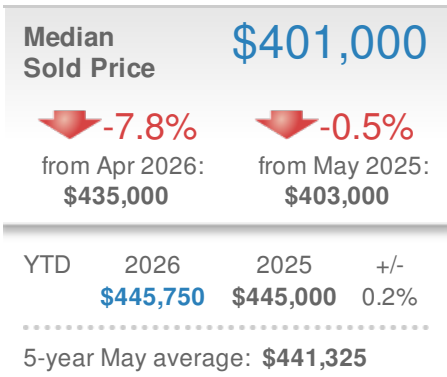 Median
Sold Price
$401,000
-7.8%
from Apr 2026:
$435,000
-0.5%
from May 2025:
$403,000
YTD 2026 2025 +/-
$445,750 $445,000 0.2%
5-year May average: $441,325